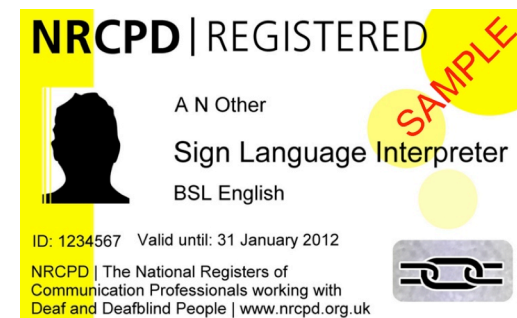 NRCPD | REGISTERED
SAMPLE
A N Other
Sign Language Interpreter
BSL English
ID: 1234567 Valid until: 31 January 2012
NRCPD | The National Registers of
Communication Professionals working with
Deaf and Deafblind People | www.nrcpd.org.uk